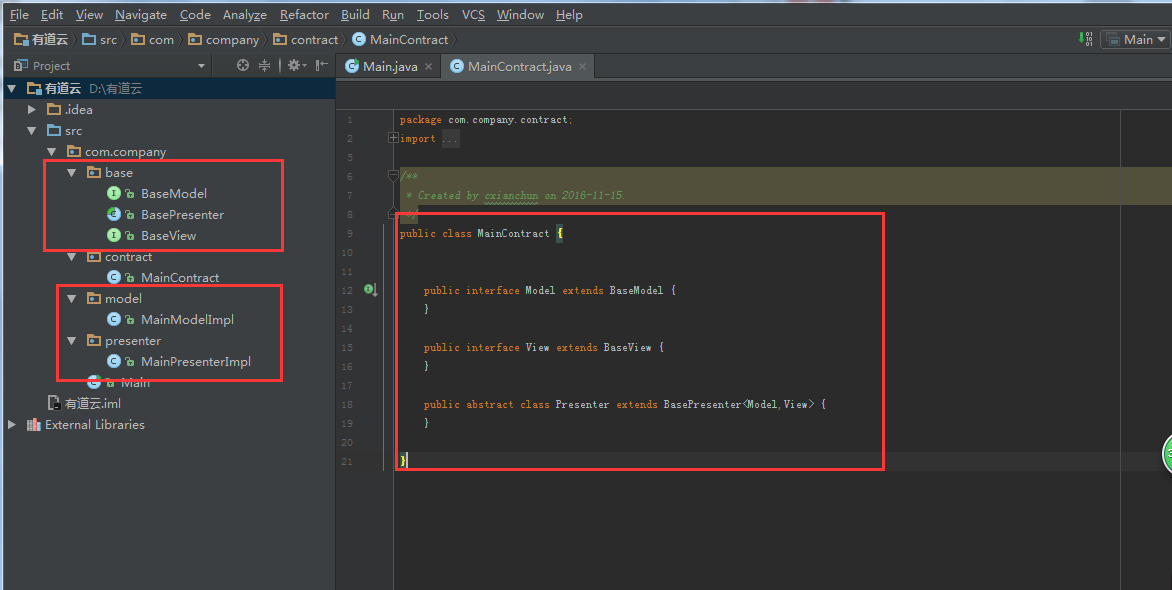 File Edit View Navigate Code Analyze Refactor Build Run Tools VCS Window Help
有道云 src com company contract MainContract Main
Project Main.java MainContract.java
有道云 D:\有道云
.idea
src
com.company
base
BaseModel
BasePresenter
BaseView
contract
MainContract
model
MainModelImpl
presenter
MainPresenterImpl
Main
有道云.iml
External Libraries
1 package com.company.contract;
2 import ...
5
6 /**
7 * Created by cxianchun on 2016-11-15.
8 */
9 public class MainContract {
10
11
12 public interface Model extends BaseModel {
13 }
14
15 public interface View extends BaseView {
16 }
17
18 public abstract class Presenter extends BasePresenter<Model,View> {
19 }
20
21 }